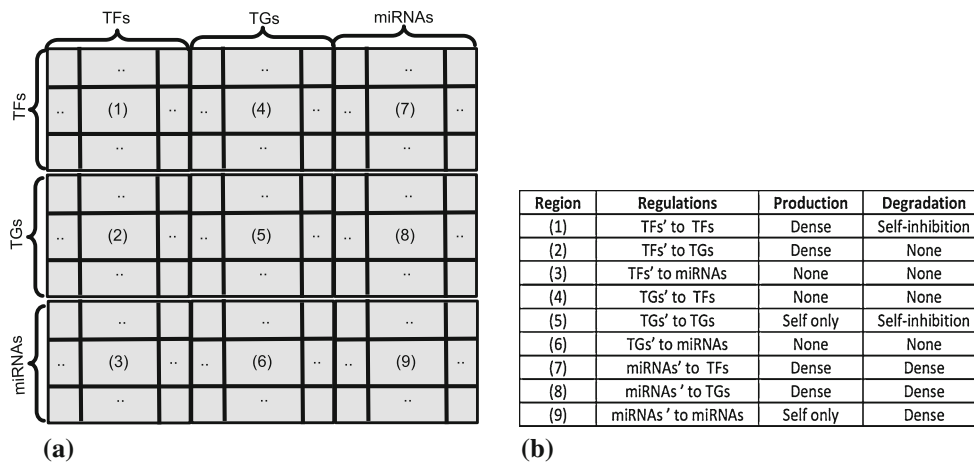 TFs TGs miRNAs
TFs
.. .. ..
.. (1) .. .. (4) .. .. (7) ..
.. .. ..
TGs
.. .. ..
.. (2) .. .. (5) .. .. (8) ..
.. .. ..
miRNAs
.. .. ..
.. (3) .. .. (6) .. .. (9) ..
.. .. ..
(a)
Region Regulations Production Degradation
(1) TFs' to TFs Dense Self-inhibition
(2) TFs' to TGs Dense None
(3) TFs' to miRNAs None None
(4) TGs' to TFs None None
(5) TGs' to TGs Self only Self-inhibition
(6) TGs' to miRNAs None None
(7) miRNAs' to TFs Dense Dense
(8) miRNAs ' to TGs Dense Dense
(9) miRNAs ' to miRNAs Self only Dense
(b)